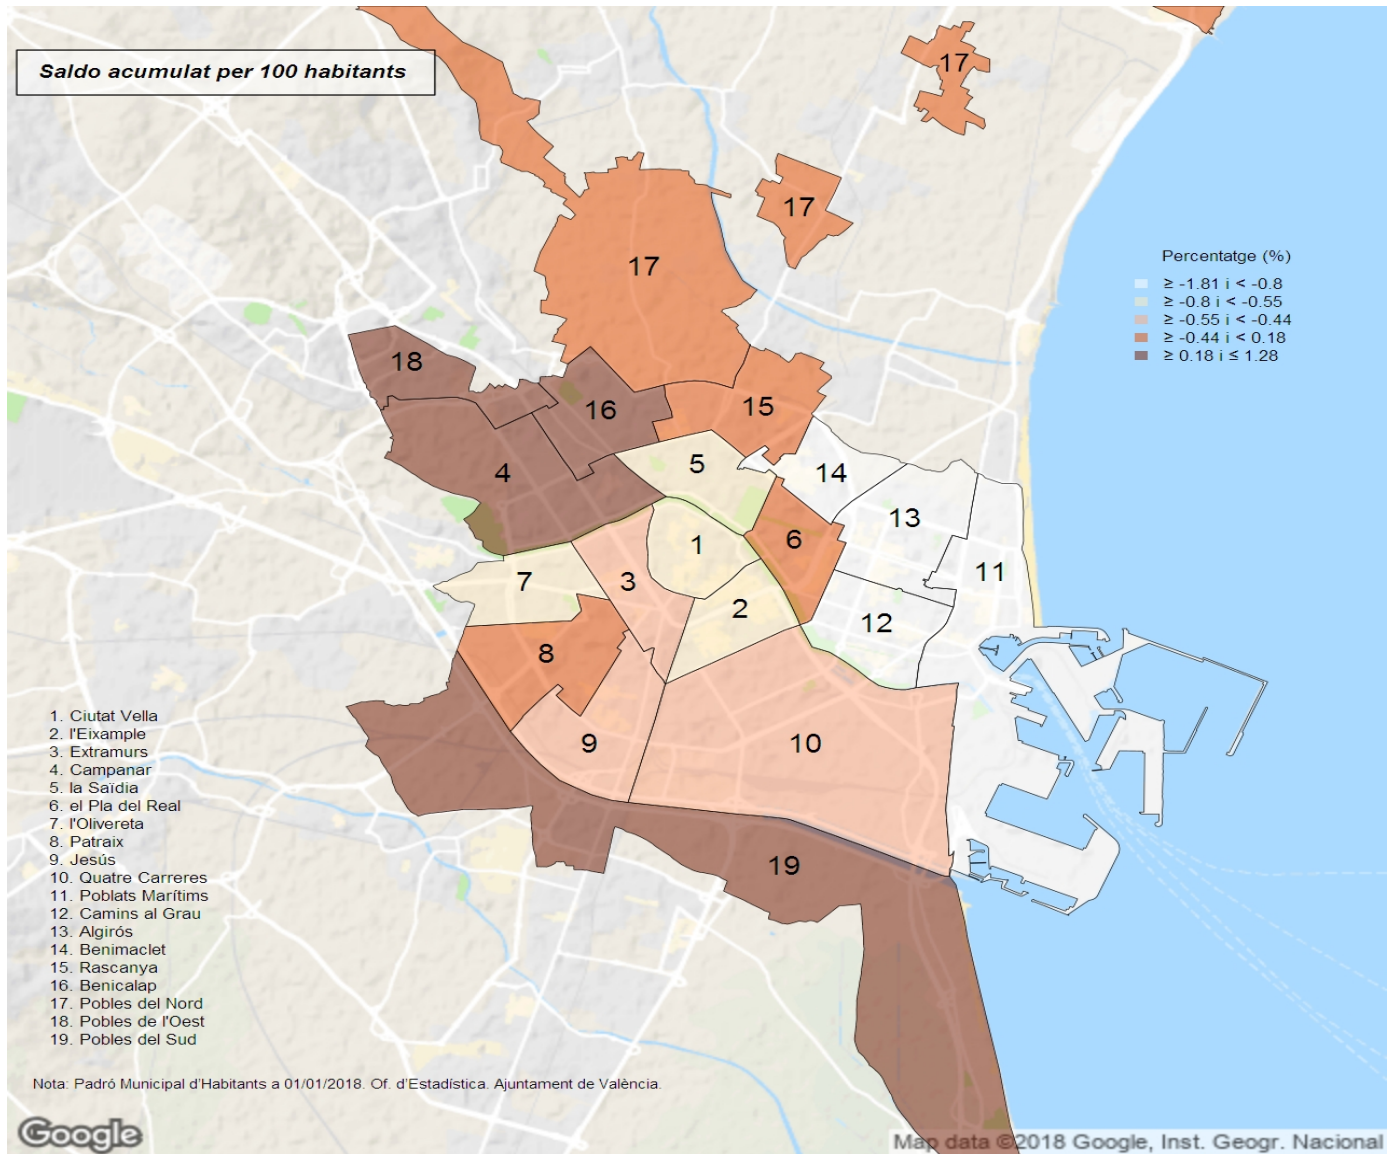 Saldo acumulat per 100 habitants
17
17
17
Percentatge (%)
≥ -1.81 i < -0.8
≥ -0.8 i < -0.55
≥ -0.55 i < -0.44
≥ -0.44 i < 0.18
≥ 0.18 i ≤ 1.28
18
16
15
4
5
14
13
6
1
7
3
11
2
12
8
9
10
19
1. Ciutat Vella
2. l'Eixample
3. Extramurs
4. Campanar
5. la Saïdia
6. el Pla del Real
7. l'Olivereta
8. Patraix
9. Jesús
10. Quatre Carreres
11. Poblats Marítims
12. Camins al Grau
13. Algirós
14. Benimaclet
15. Rascanya
16. Benicalap
17. Pobles del Nord
18. Pobles de l'Oest
19. Pobles del Sud
Nota: Padró Municipal d'Habitants a 01/01/2018. Of. d'Estadística. Ajuntament de València.
Google
Map data ©2018 Google, Inst. Geogr. Nacional